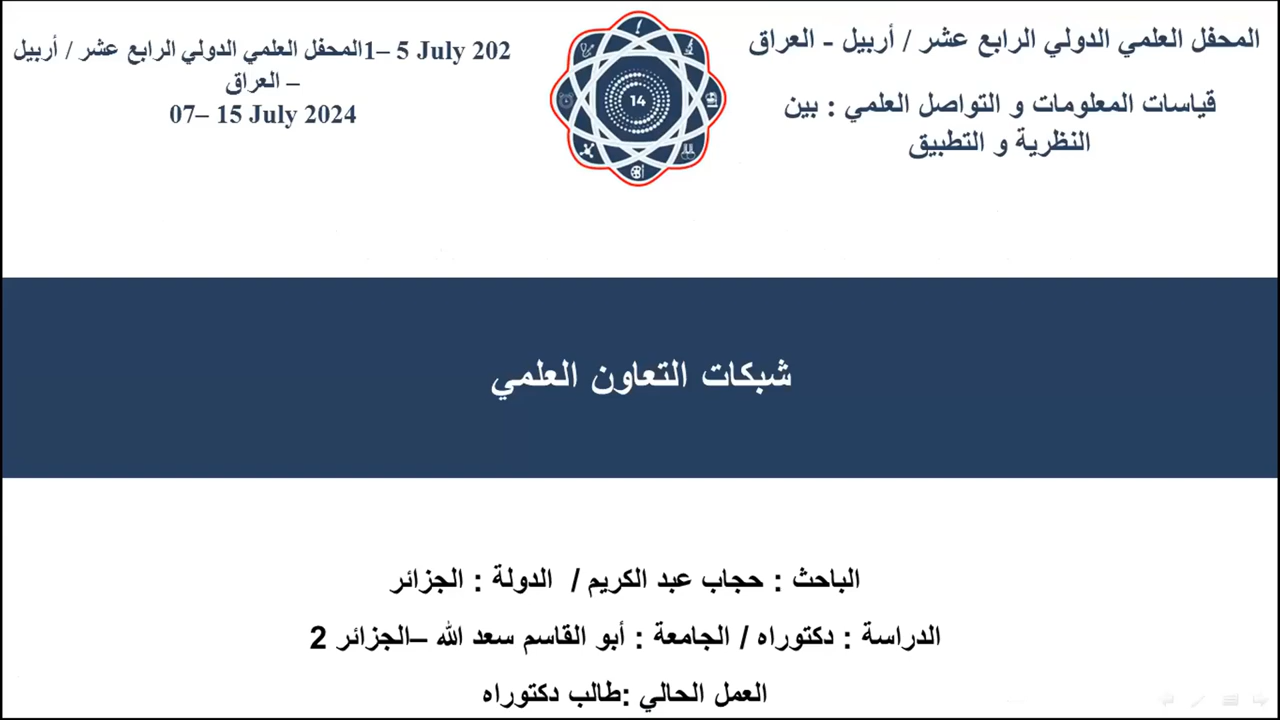 المحفل العلمي الدولي الرابع عشر / أربيل - العراق
قياسات المعلومات و التواصل العلمي : بين
النظرية و التطبيق
14
1– 5 July 202المحفل العلمي الدولي الرابع عشر / أربيل
– العراق
07– 15 July 2024
شبكات التعاون العلمي
الباحث : حجاب عبد الكريم / الدولة : الجزائر
الدراسة : دكتوراه / الجامعة : أبو القاسم سعد الله –الجزائر 2
العمل الحالي :طالب دكتوراه